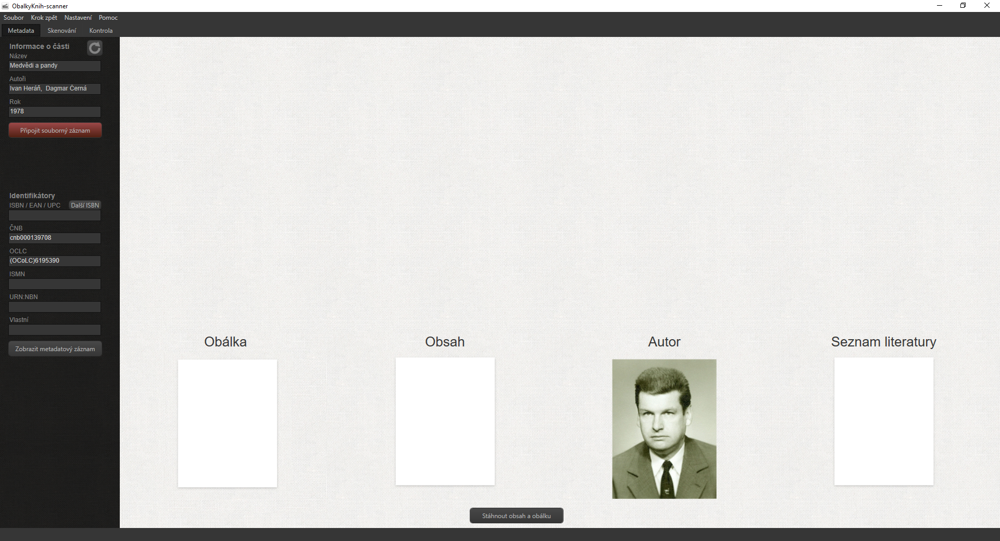 ObalkyKnih-scanner
Soubor Krok zpět Nastavení Pomoc
Metadata Skenování Kontrola
Informace o části
Název
Medvědi a pandy
Autoři
Ivan Heráň,  Dagmar Černá
Rok
1978
Připojit souborný záznam
Identifikátory
ISBN / EAN / UPC Další ISBN
ČNB
cnb000139708
OCLC
(OCoLC)6195390
ISMN
URN:NBN
Vlastní
Zobrazit metadatový záznam
Obálka
Obsah
Autor
Seznam literatury
Stáhnout obsah a obálku